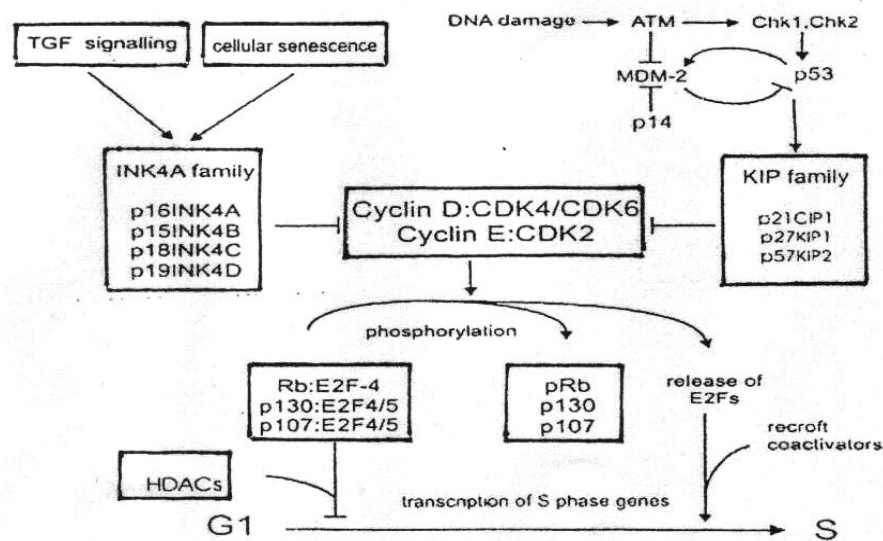 TGF signalling
cellular senescence
DNA damage
ATM
Chk1.Chk2
MDM-2
p53
p14
INK4A family
p16INK4A
p15INK4B
p18INK4C
p19INK4D
Cyclin D:CDK4/CDK6
Cyclin E:CDK2
KIP family
p21CIP1
p27KIP1
p57KIP2
phosphorylation
Rb:E2F-4
p130:E2F4/5
p107:E2F4/5
pRb
p130
p107
release of
E2Fs
recroft
coactivators
HDACs
transcription of S phase genes
G1
S